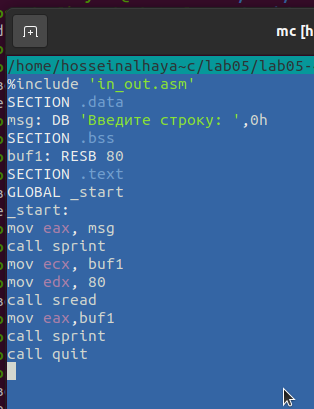 mc [h
/home/hosseinalhaya-c/lab05/lab05-
%include 'in_out.asm'
SECTION .data
msg: DB 'Введите строку: ',0h
SECTION .bss
buf1: RESB 80
SECTION .text
GLOBAL _start
_start:
mov eax, msg
call sprint
mov ecx, buf1
mov edx, 80
call sread
mov eax,buf1
call sprint
call quit